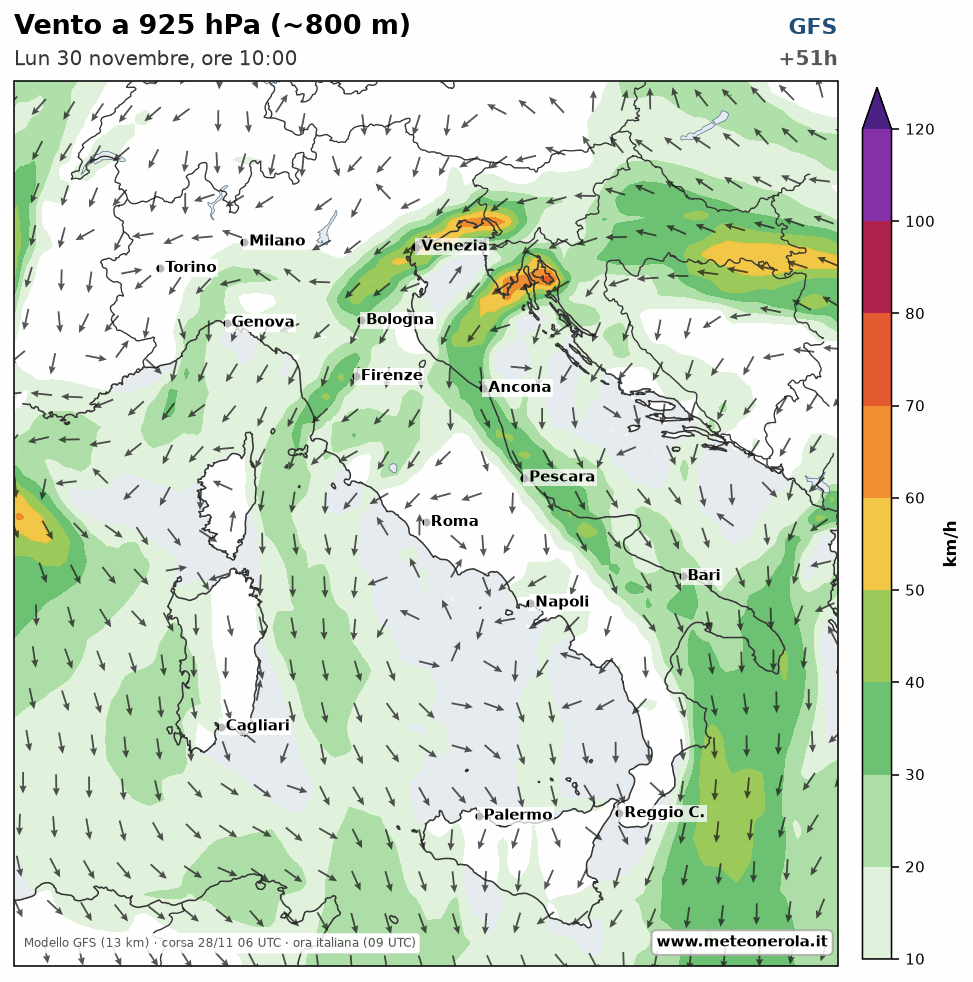 Vento a 925 hPa (~800 m)
GFS
Lun 30 novembre, ore 10:00
+51h
120
100
80
70
60
50
40
30
20
10
km/h
Milano
Venezia
Torino
Genova
Bologna
Firenze
Ancona
Pescara
Roma
Bari
Napoli
Cagliari
Palermo
Reggio C.
Modello GFS (13 km) · corsa 28/11 06 UTC · ora italiana (09 UTC)
www.meteonerola.it